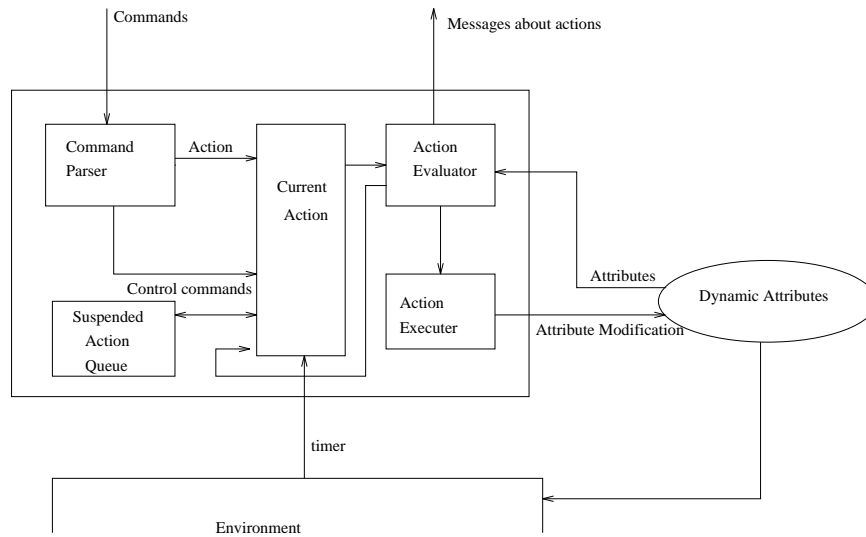 Commands
Messages about actions
Command
Parser
Action
Current
Action
Action
Evaluator
Control commands
Suspended
Action
Queue
Action
Executer
Attributes
Attribute Modification
Dynamic Attributes
timer
Environment